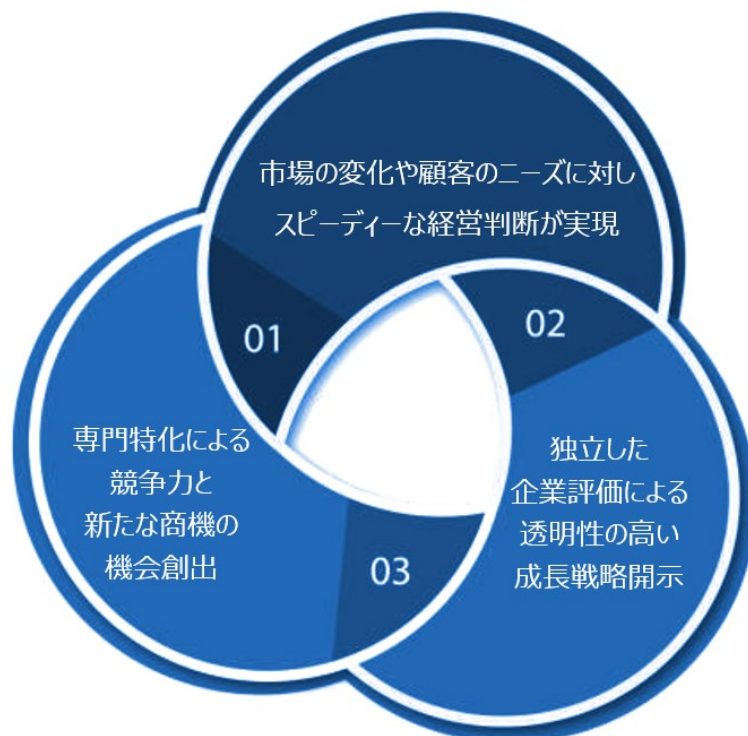 市場の変化や顧客のニーズに対し
スピーディーな経営判断が実現
01
02
専門特化による
競争力と
新たな商機の
機会創出
独立した
企業評価による
透明性の高い
成長戦略開示
03